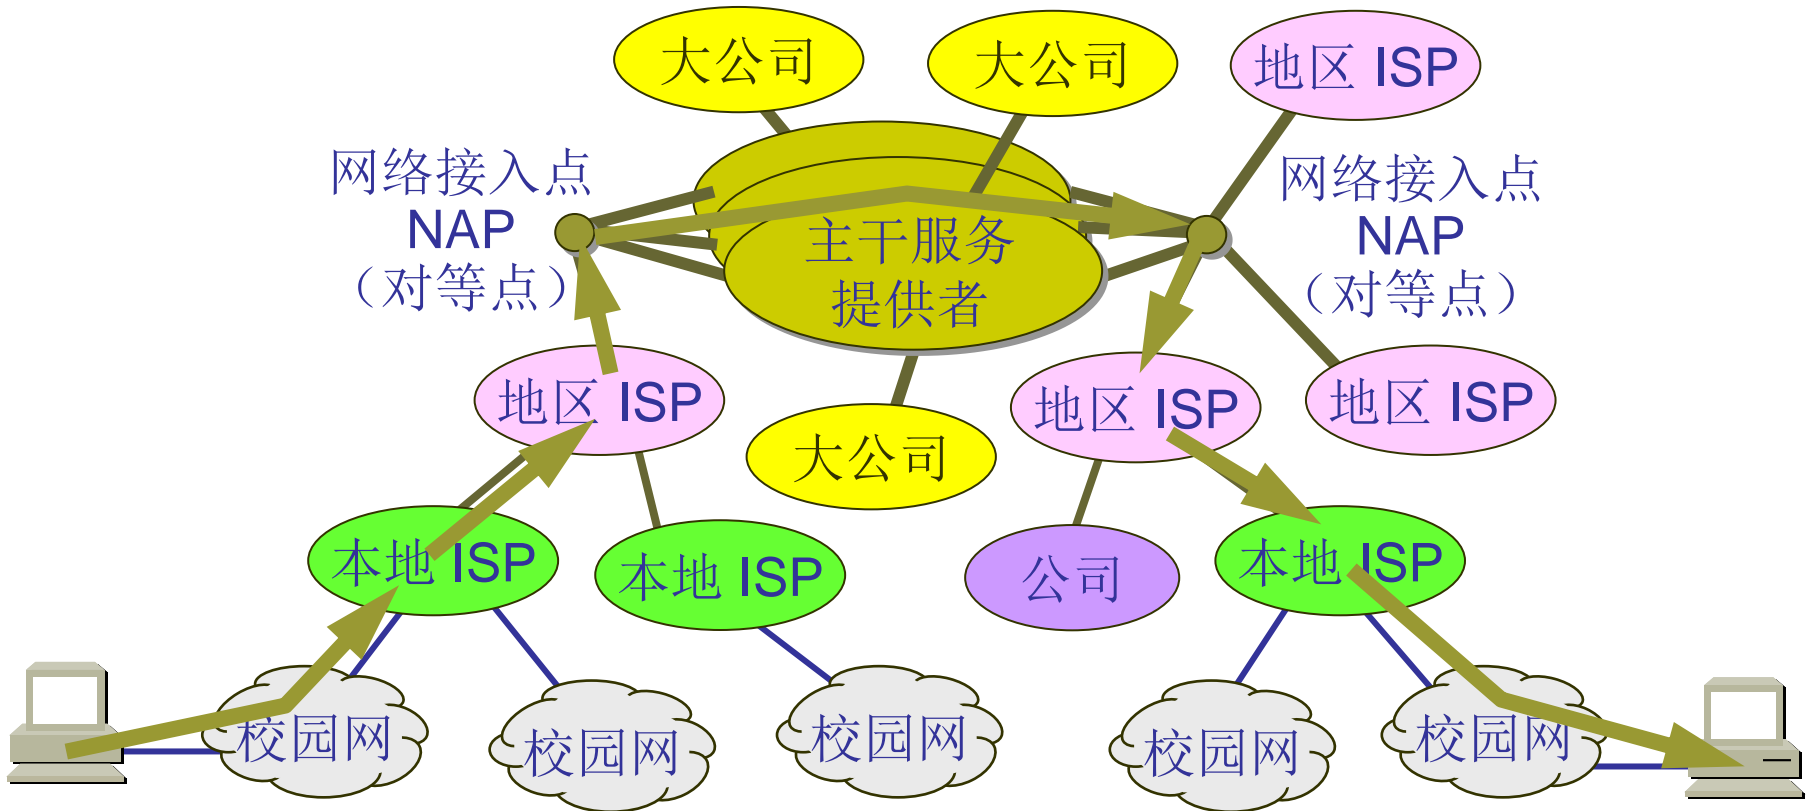 大公司
大公司
地区 ISP
网络接入点
NAP
（对等点）
网络接入点
NAP
（对等点）
主干服务
提供者
地区 ISP
地区 ISP
地区 ISP
大公司
本地 ISP
本地 ISP
公司
本地 ISP
校园网
校园网
校园网
校园网
校园网